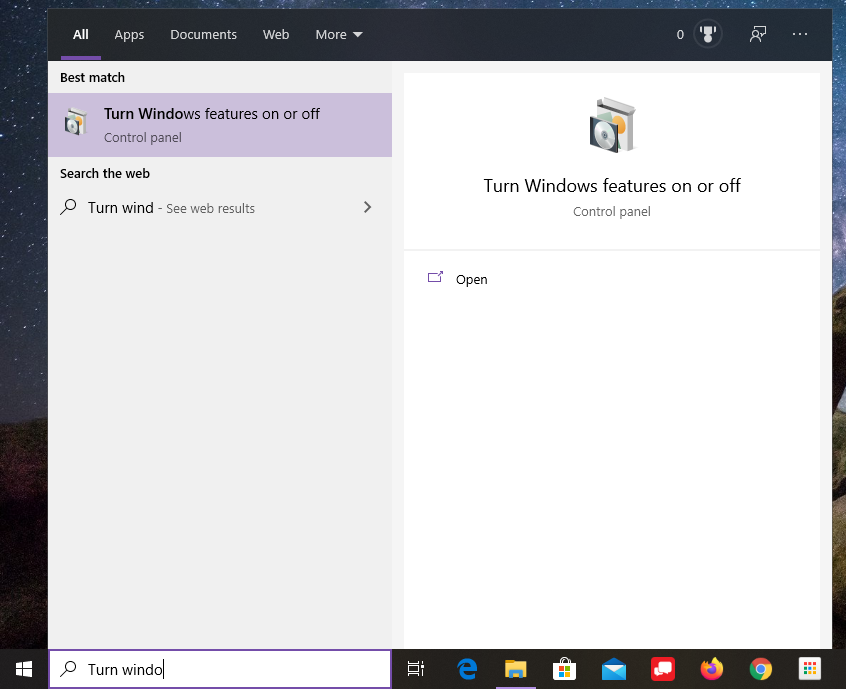 All Apps Documents Web More 0
Best match
Turn Windows features on or off
Control panel
Search the web
Turn wind - See web results
Turn Windows features on or off
Control panel
Open
Turn windo